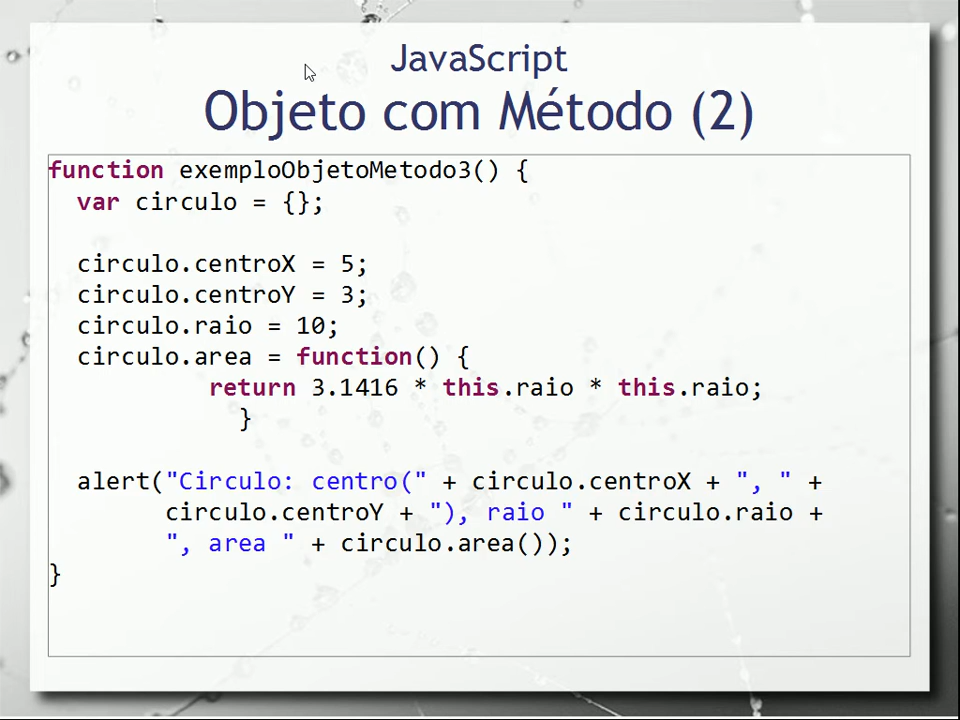 JavaScript
Objeto com Método (2)
function exemploObjetoMetodo3() {
  var circulo = {};
  circulo.centroX = 5;
  circulo.centroY = 3;
  circulo.raio = 10;
  circulo.area = function() {
           return 3.1416 * this.raio * this.raio;
             }
  alert("Circulo: centro(" + circulo.centroX + ", " +
        circulo.centroY + "), raio " + circulo.raio +
        ", area " + circulo.area());
}